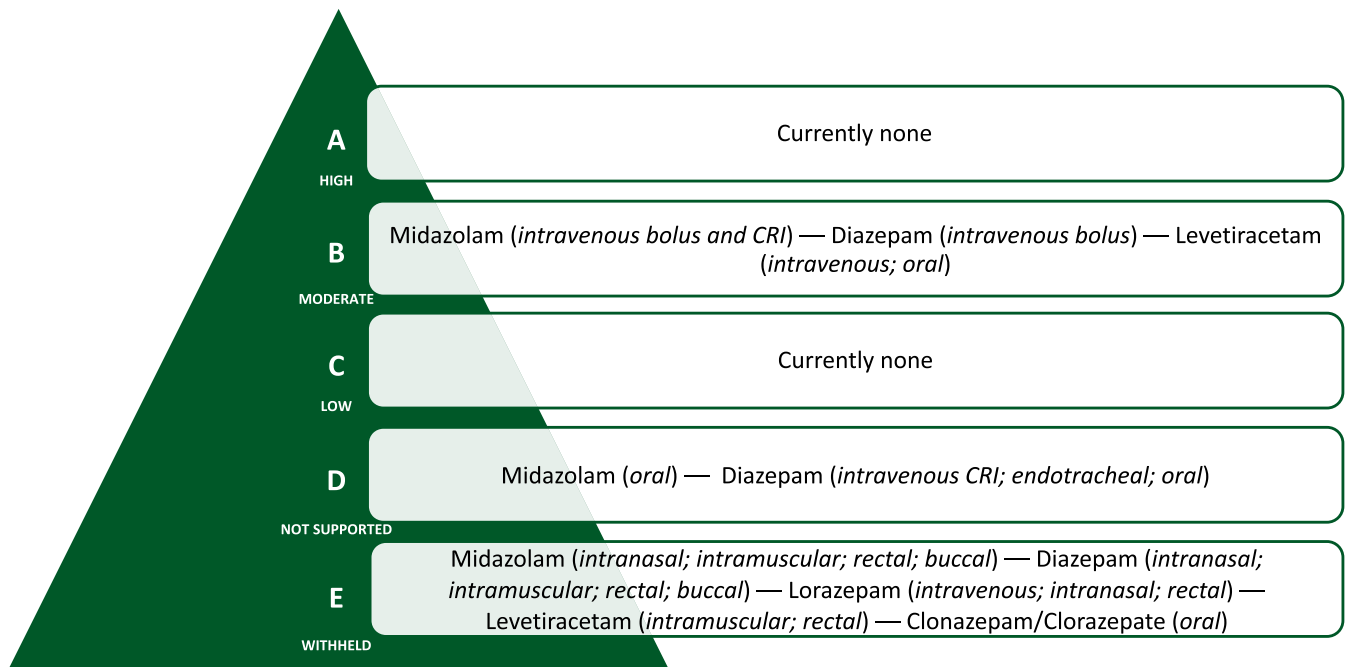 A
HIGH
Currently none
B
MODERATE
Midazolam (intravenous bolus and CRI) — Diazepam (intravenous bolus) — Levetiracetam
(intravenous; oral)
C
LOW
Currently none
D
NOT SUPPORTED
Midazolam (oral) — Diazepam (intravenous CRI; endotracheal; oral)
E
WITHHELD
Midazolam (intranasal; intramuscular; rectal; buccal) — Diazepam (intranasal;
intramuscular; rectal; buccal) — Lorazepam (intravenous; intranasal; rectal) —
Levetiracetam (intramuscular; rectal) — Clonazepam/Clorazepate (oral)